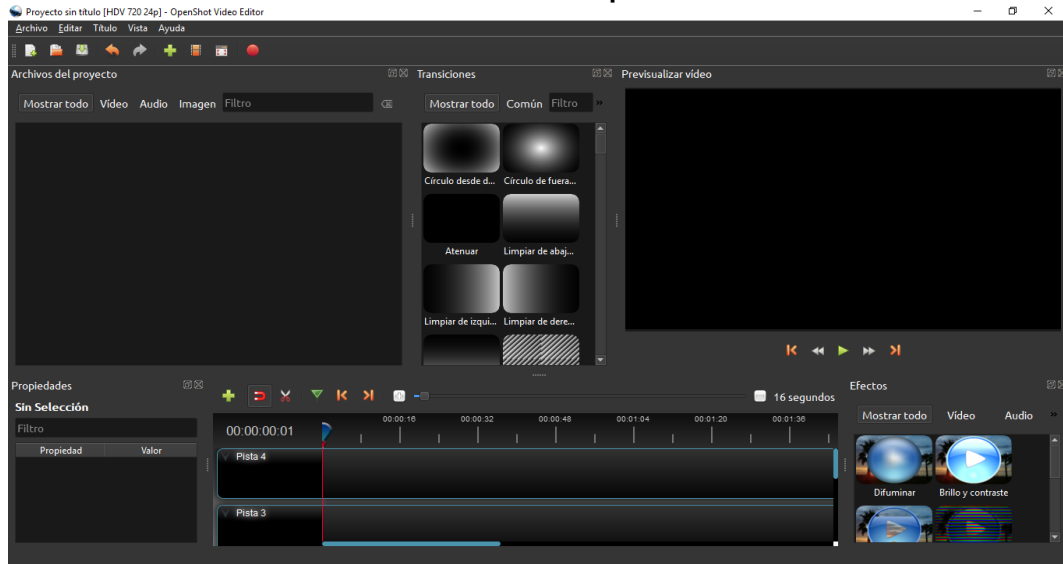 Proyecto sin título [HDV 720 24p] - OpenShot Video Editor
Archivo Editar Título Vista Ayuda
Archivos del proyecto
Mostrar todo Vídeo Audio Imagen Filtro
Transiciones
Mostrar todo Común Filtro »
Círculo desde d... Círculo de fuera...
Atenuar Limpiar de abaj...
Limpiar de izqui... Limpiar de dere...
Previsualizar vídeo
Propiedades
Sin Selección
Filtro
Propiedad Valor
16 segundos
00:00:00:01
00:00:16 00:00:32 00:00:48 00:01:04 00:01:20 00:01:36
Pista 4
Pista 3
Efectos
Mostrar todo Vídeo Audio »
Difuminar Brillo y contraste